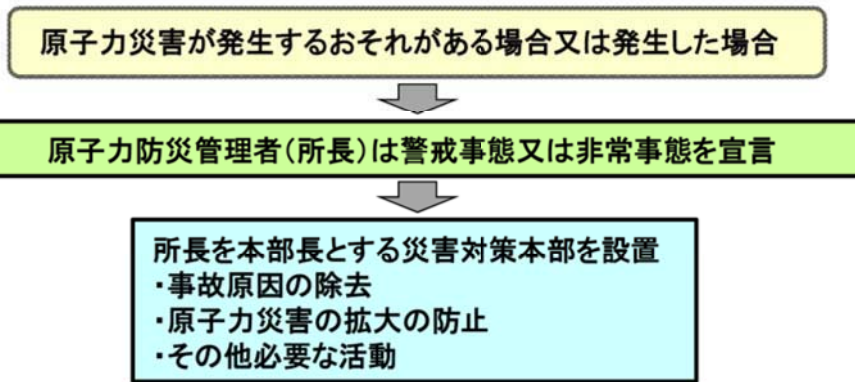 原子力災害が発生するおそれがある場合又は発生した場合
原子力防災管理者(所長)は警戒事態又は非常事態を宣言
所長を本部長とする災害対策本部を設置
・事故原因の除去
・原子力災害の拡大の防止
・その他必要な活動